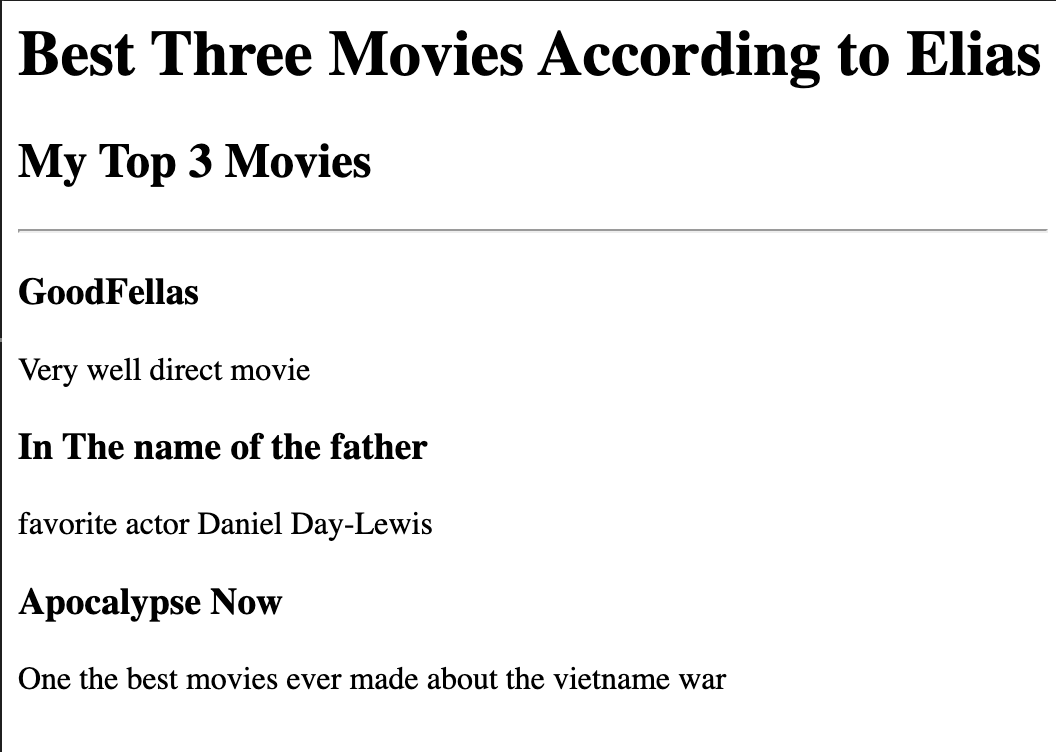 Best Three Movies According to Elias
My Top 3 Movies
GoodFellas
Very well direct movie
In The name of the father
favorite actor Daniel Day-Lewis
Apocalypse Now
One the best movies ever made about the vietname war